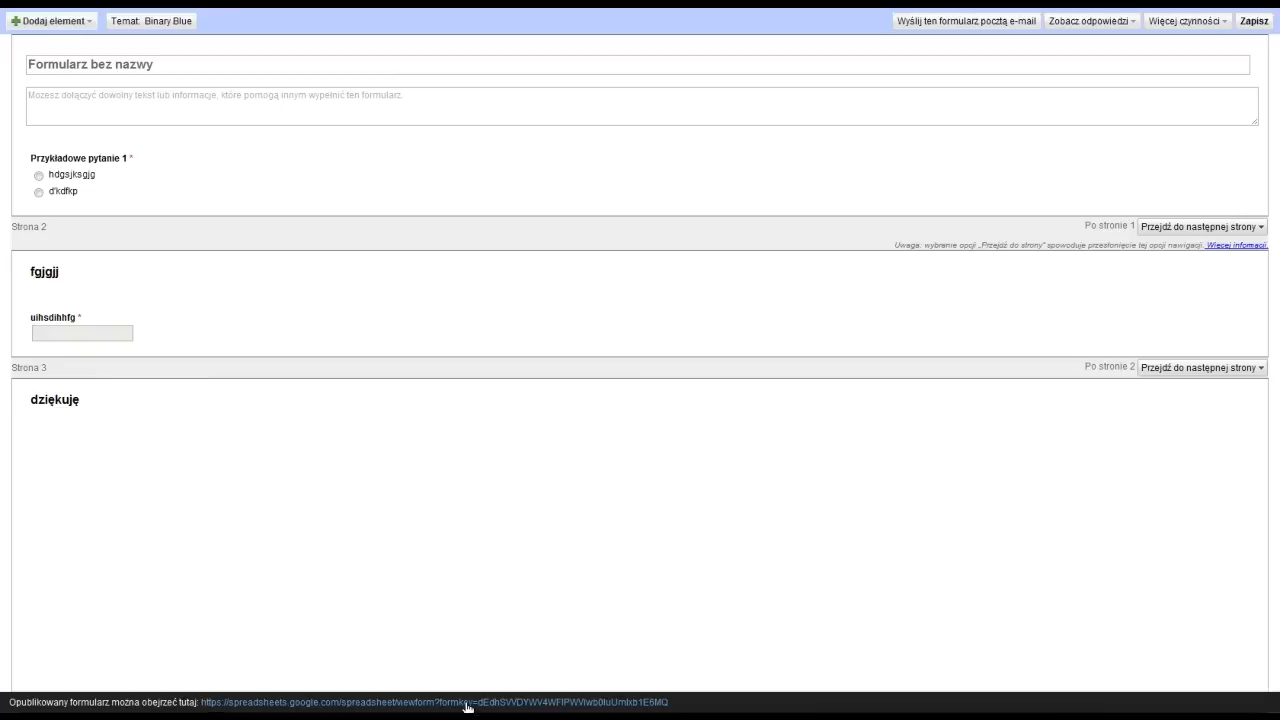 Dodaj element
Temat: Binary Blue
Wyślij ten formularz pocztą e-mail
Zobacz odpowiedzi
Więcej czynności
Zapisz
Formularz bez nazwy
Możesz dołączyć dowolny tekst lub informacje, które pomogą innym wypełnić ten formularz.
Przykładowe pytanie 1 *
hdgsjksgjg
d'kdfkp
Strona 2
Po stronie 1 Przejdź do następnej strony
Uwaga: wybranie opcji „Przejdź do strony" spowoduje przesłonięcie tej opcji nawigacji. Więcej informacji.
fgjgjj
uihsdihhfg *
Strona 3
Po stronie 2 Przejdź do następnej strony
dziękuję
Opublikowany formularz można obejrzeć tutaj: